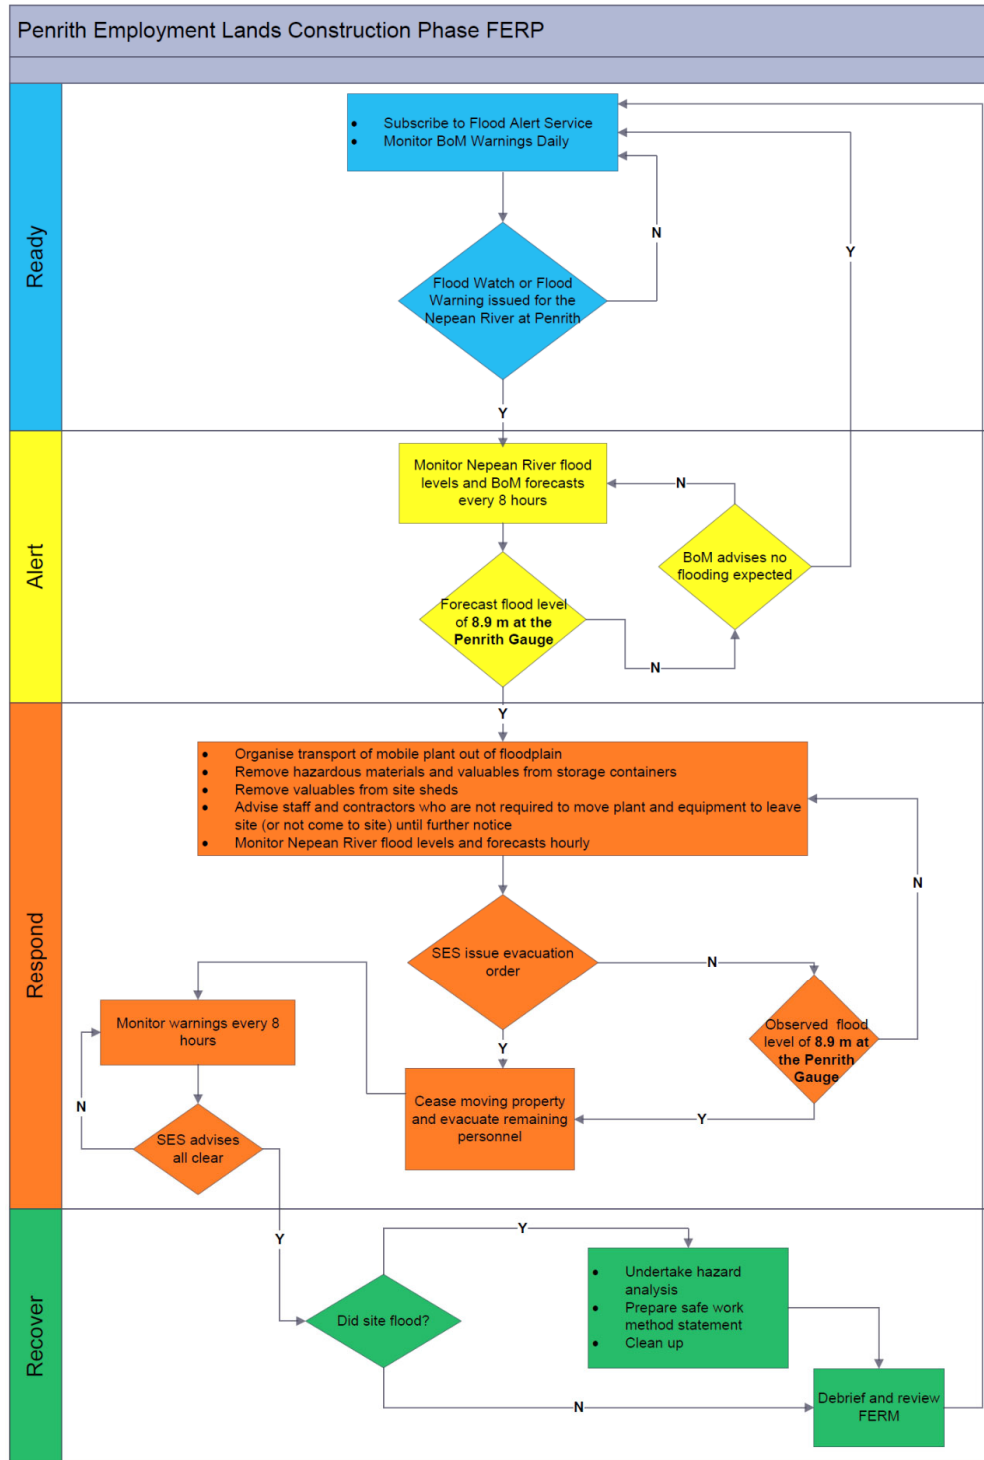 Penrith Employment Lands Construction Phase FERP
Ready
• Subscribe to Flood Alert Service
• Monitor BoM Warnings Daily
N
Y
Flood Watch or Flood
Warning issued for the
Nepean River at Penrith
Y
Alert
Monitor Nepean River flood
levels and BoM forecasts
every 8 hours
N
BoM advises no
flooding expected
Forecast flood level
of 8.9 m at the
Penrith Gauge
N
Y
Respond
• Organise transport of mobile plant out of floodplain
• Remove hazardous materials and valuables from storage containers
• Remove valuables from site sheds
• Advise staff and contractors who are not required to move plant and equipment to leave
site (or not come to site) until further notice
• Monitor Nepean River flood levels and forecasts hourly
N
SES issue evacuation
order
N
Monitor warnings every 8
hours
Observed flood
level of 8.9 m at
the Penrith
Gauge
Y
Cease moving property
and evacuate remaining
personnel
Y
N
SES advises
all clear
Recover
Y
Y
• Undertake hazard
analysis
• Prepare safe work
method statement
• Clean up
Did site flood?
N
Debrief and review
FERM